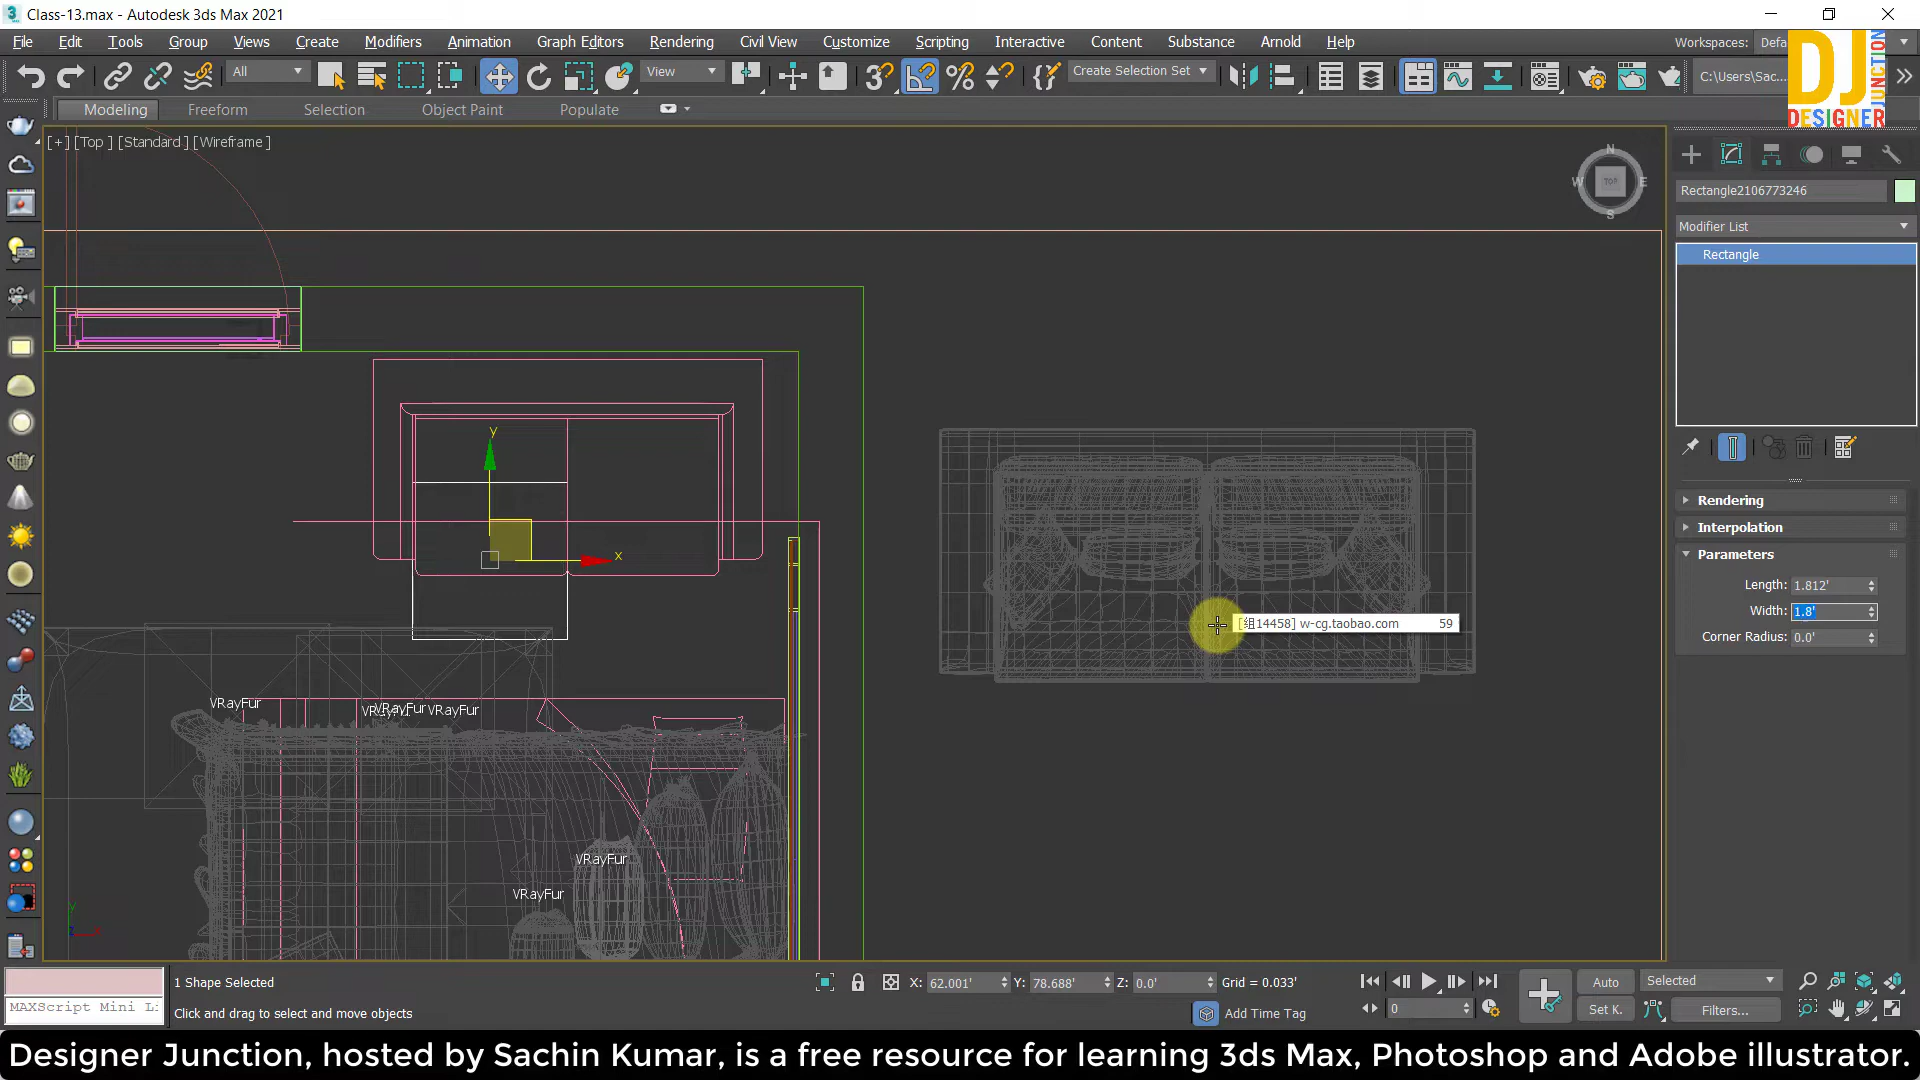 Class-13.max - Autodesk 3ds Max 2021
File Edit Tools Group Views Create Modifiers Animation Graph Editors Rendering Civil View Customize Scripting Interactive Content Substance Arnold Help
Workspaces: Defa
All View Create Selection Set C:\Users\Sac...
DJ
JUNCTION
DESIGNER
Modeling Freeform Selection Object Paint Populate
[+] [Top ] [Standard ] [Wireframe ]
N
W TOP E
S
Rectangle2106773246
Modifier List
Rectangle
y
x
Rendering
Interpolation
Parameters
Length: 1.812'
Width: 1.8'
Corner Radius: 0.0'
[组14458] w-cg.taobao.com 59
VRayFur
VRayFur
VRayFur
VRayFur
VRayFur
VRayFur
y
z x
1 Shape Selected
X: 62.001' Y: 78.688' Z: 0.0' Grid = 0.033'
Auto Selected
MAXScript Mini Li
Click and drag to select and move objects
Add Time Tag
0
Set K. Filters...
Designer Junction, hosted by Sachin Kumar, is a free resource for learning 3ds Max, Photoshop and Adobe illustrator.